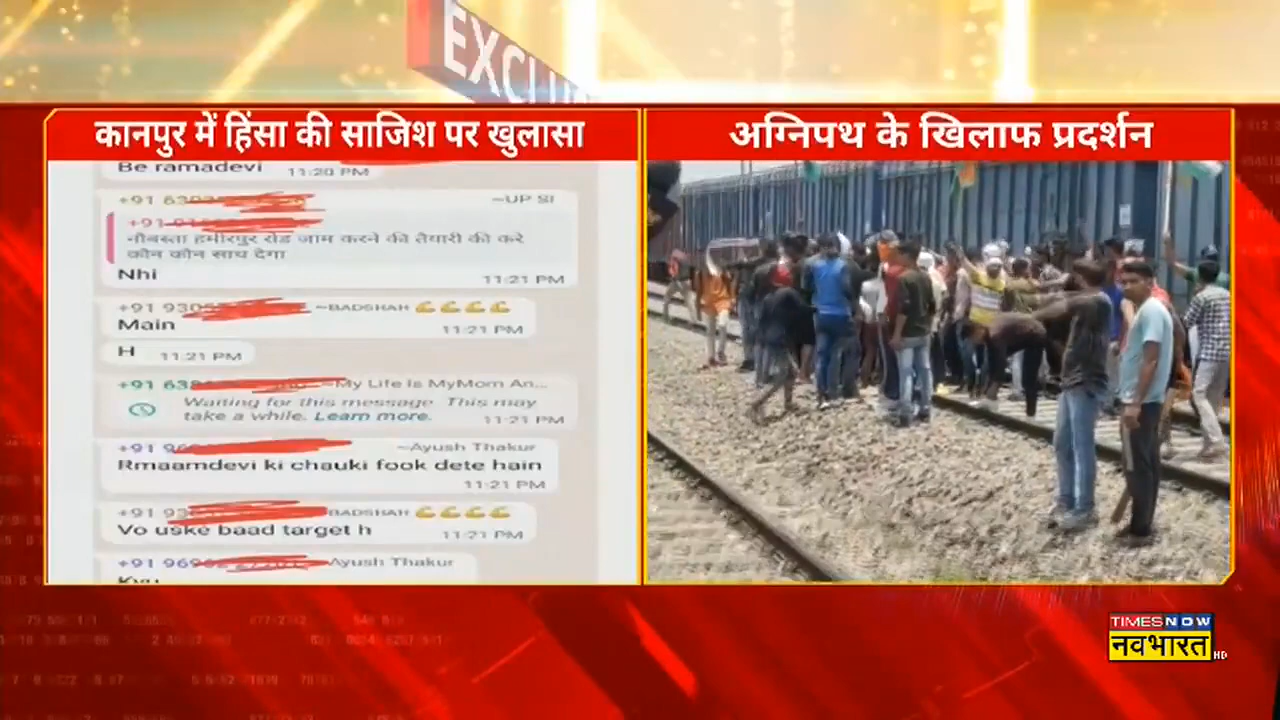 EXCLU
कानपुर में हिंसा की साजिश पर खुलासा
अग्निपथ के खिलाफ प्रदर्शन
Be ramadevi 11:20 PM
+91 ~UP SI
+91
नौबस्ता हमीरपुर रोड जाम करने की तैयारी की करे
कौन कौन साथ देगा
Nhi 11:21 PM
+91 930 ~BADSHAH 💪💪💪💪
Main 11:21 PM
H 11:21 PM
+91 638 ~My Life Is MyMom An...
Waiting for this message. This may
take a while. Learn more. 11:21 PM
+91 96 ~Ayush Thakur
Rmaamdevi ki chauki fook dete hain
11:21 PM
+91 93 BADSHAH 💪💪💪💪
Vo uske baad target h 11:21 PM
+91 96 Ayush Thakur
Kyu
TIMES NOW
नवभारत HD